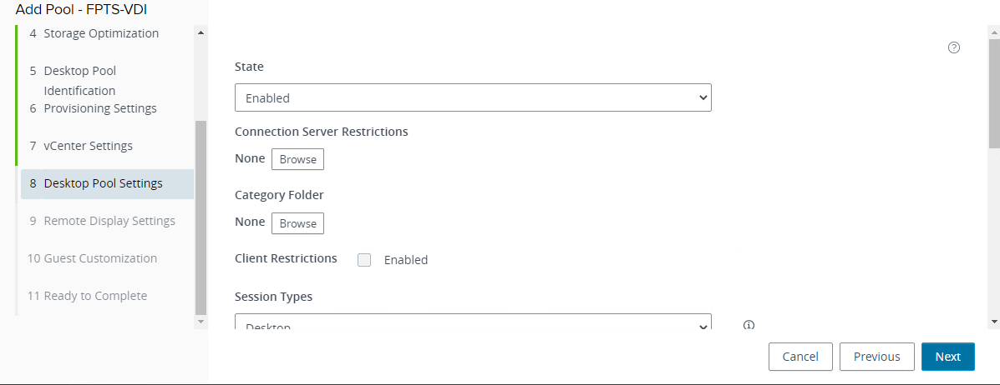 Add Pool - FPTS-VDI
4 Storage Optimization
5 Desktop Pool
Identification
6 Provisioning Settings
7 vCenter Settings
8 Desktop Pool Settings
9 Remote Display Settings
10 Guest Customization
11 Ready to Complete
State
Enabled
Connection Server Restrictions
None Browse
Category Folder
None Browse
Client Restrictions Enabled
Session Types
Desktop
Cancel Previous Next